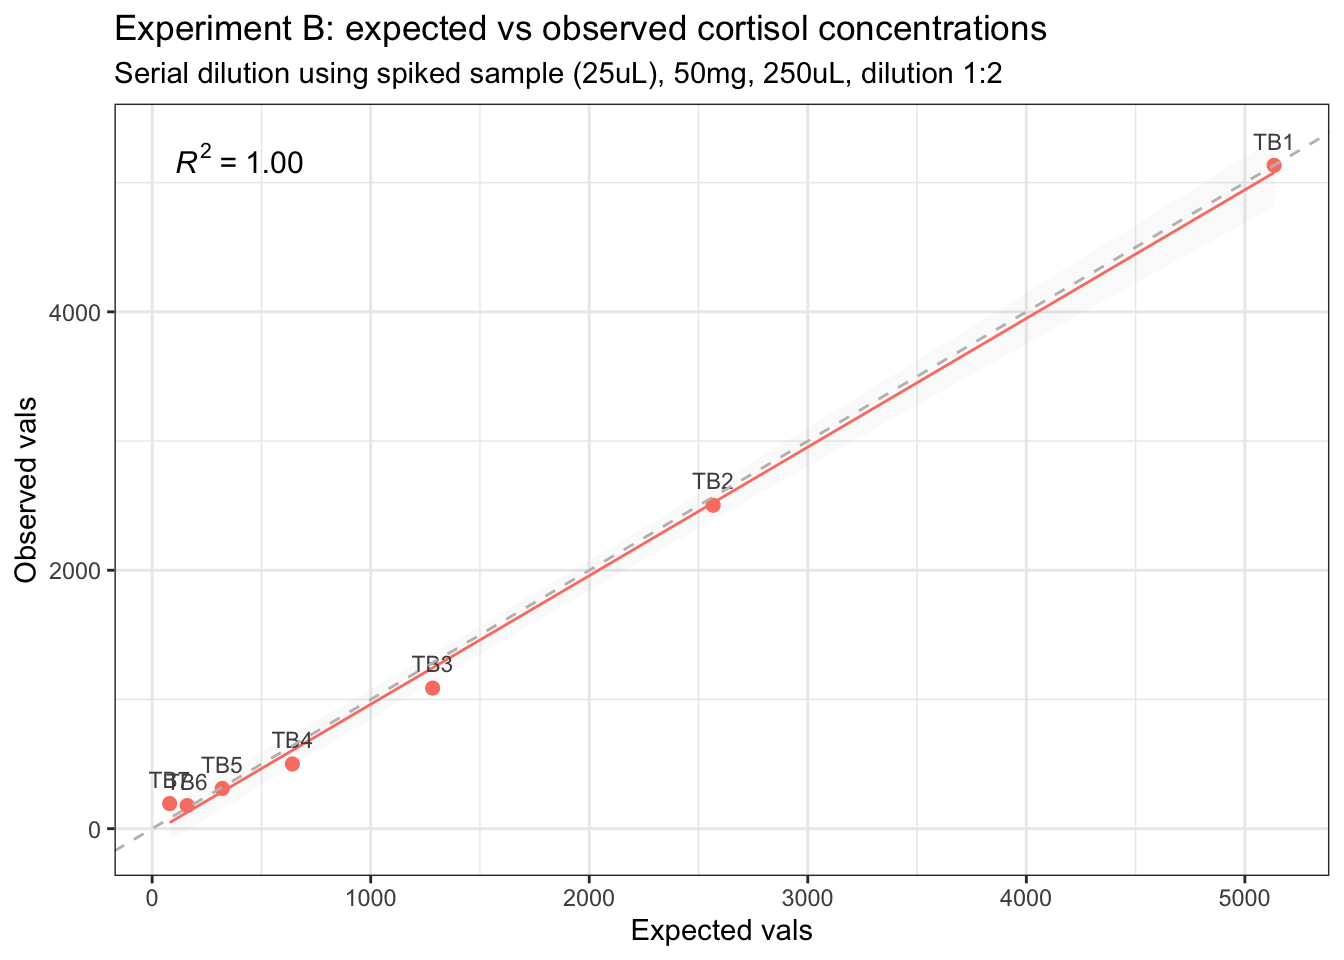 Experiment B: expected vs observed cortisol concentrations
Serial dilution using spiked sample (25uL), 50mg, 250uL, dilution 1:2
R² = 1.00
TB1
TB2
TB3
TB4
TB5
TB7
TB6
4000
2000
0
Observed vals
0
1000
2000
3000
4000
5000
Expected vals